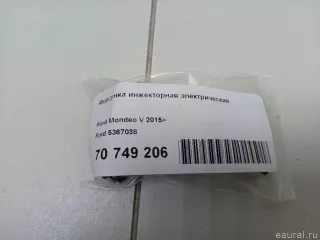 Форсунка инжекторная электрическая
Ford Mondeo V 2015>
Ford 5367038
70 749 206
eaural.ru